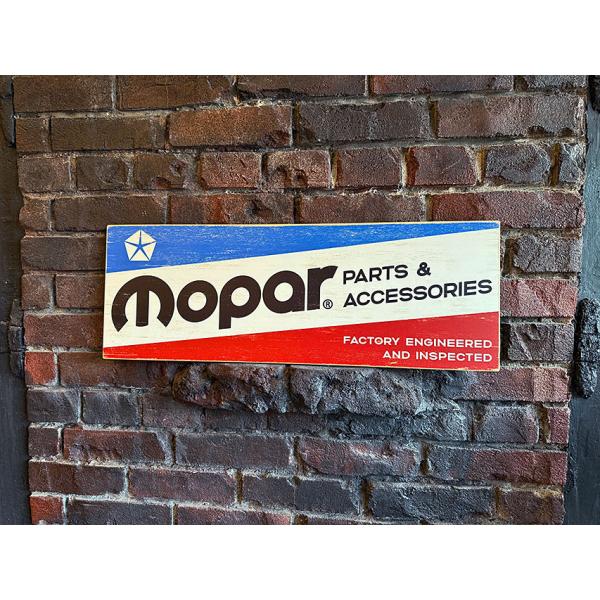 mopar® PARTS &
ACCESSORIES
FACTORY ENGINEERED
AND INSPECTED